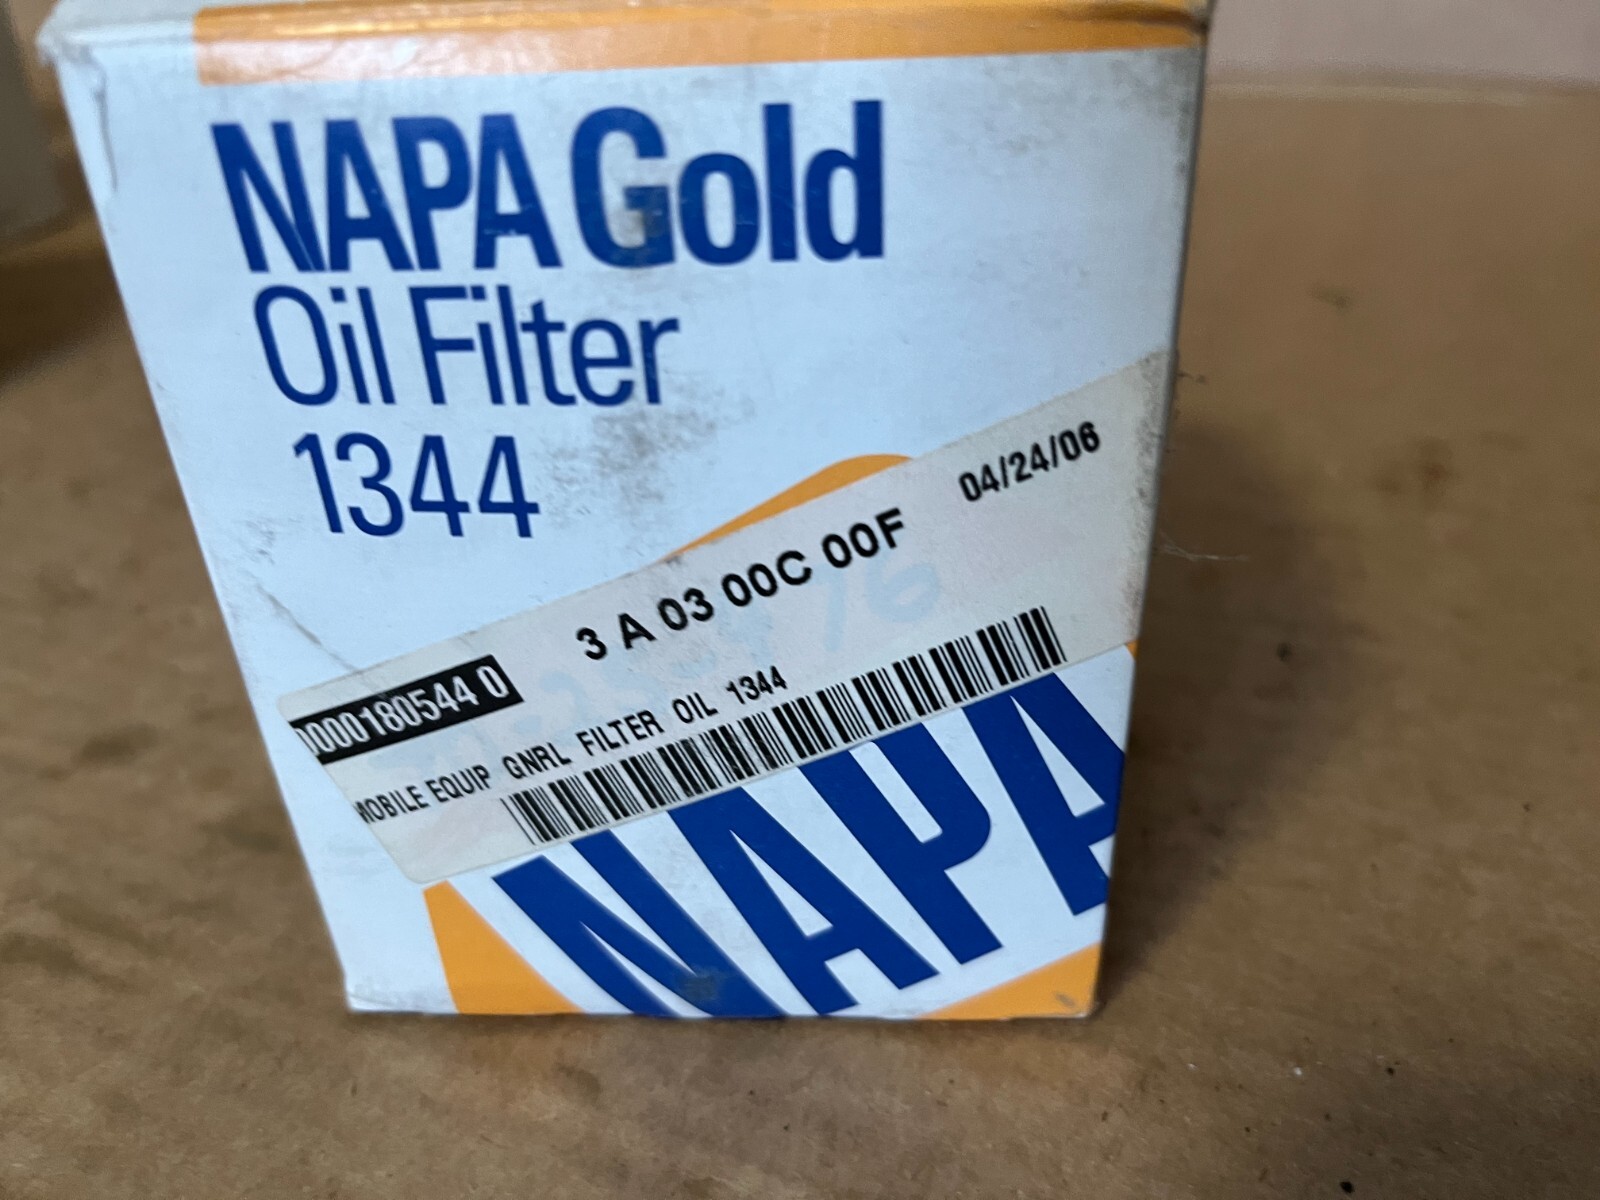 NAPA Gold
Oil Filter
1344
3 A 03 00C 00F 04/24/06
0000180544 0
MOBILE EQUIP GNRL FILTER OIL 1344
NAPA